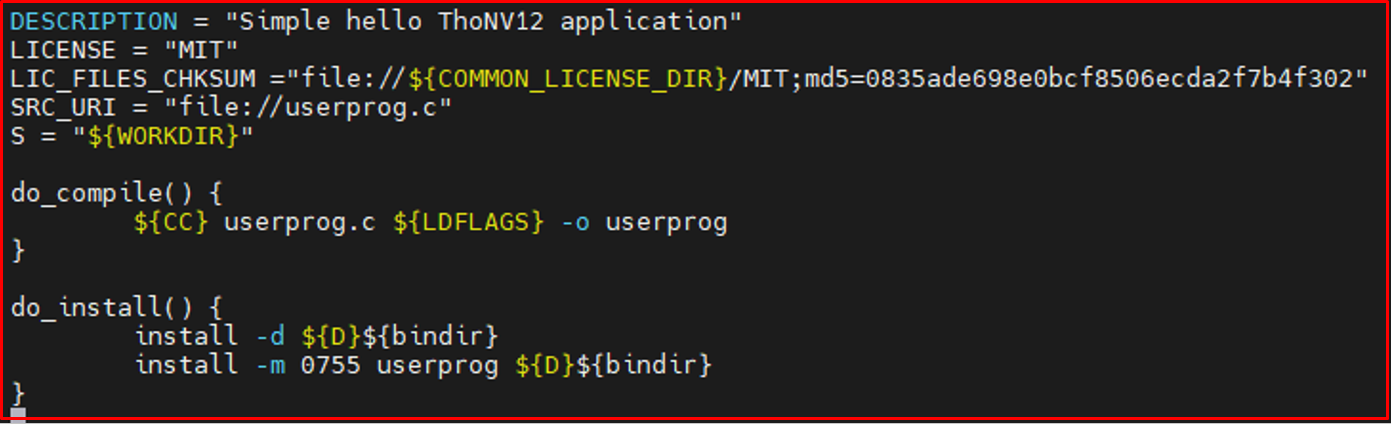 DESCRIPTION = "Simple hello ThoNV12 application"
LICENSE = "MIT"
LIC_FILES_CHKSUM ="file://${COMMON_LICENSE_DIR}/MIT;md5=0835ade698e0bcf8506ecda2f7b4f302"
SRC_URI = "file://userprog.c"
S = "${WORKDIR}"

do_compile() {
        ${CC} userprog.c ${LDFLAGS} -o userprog
}

do_install() {
        install -d ${D}${bindir}
        install -m 0755 userprog ${D}${bindir}
}